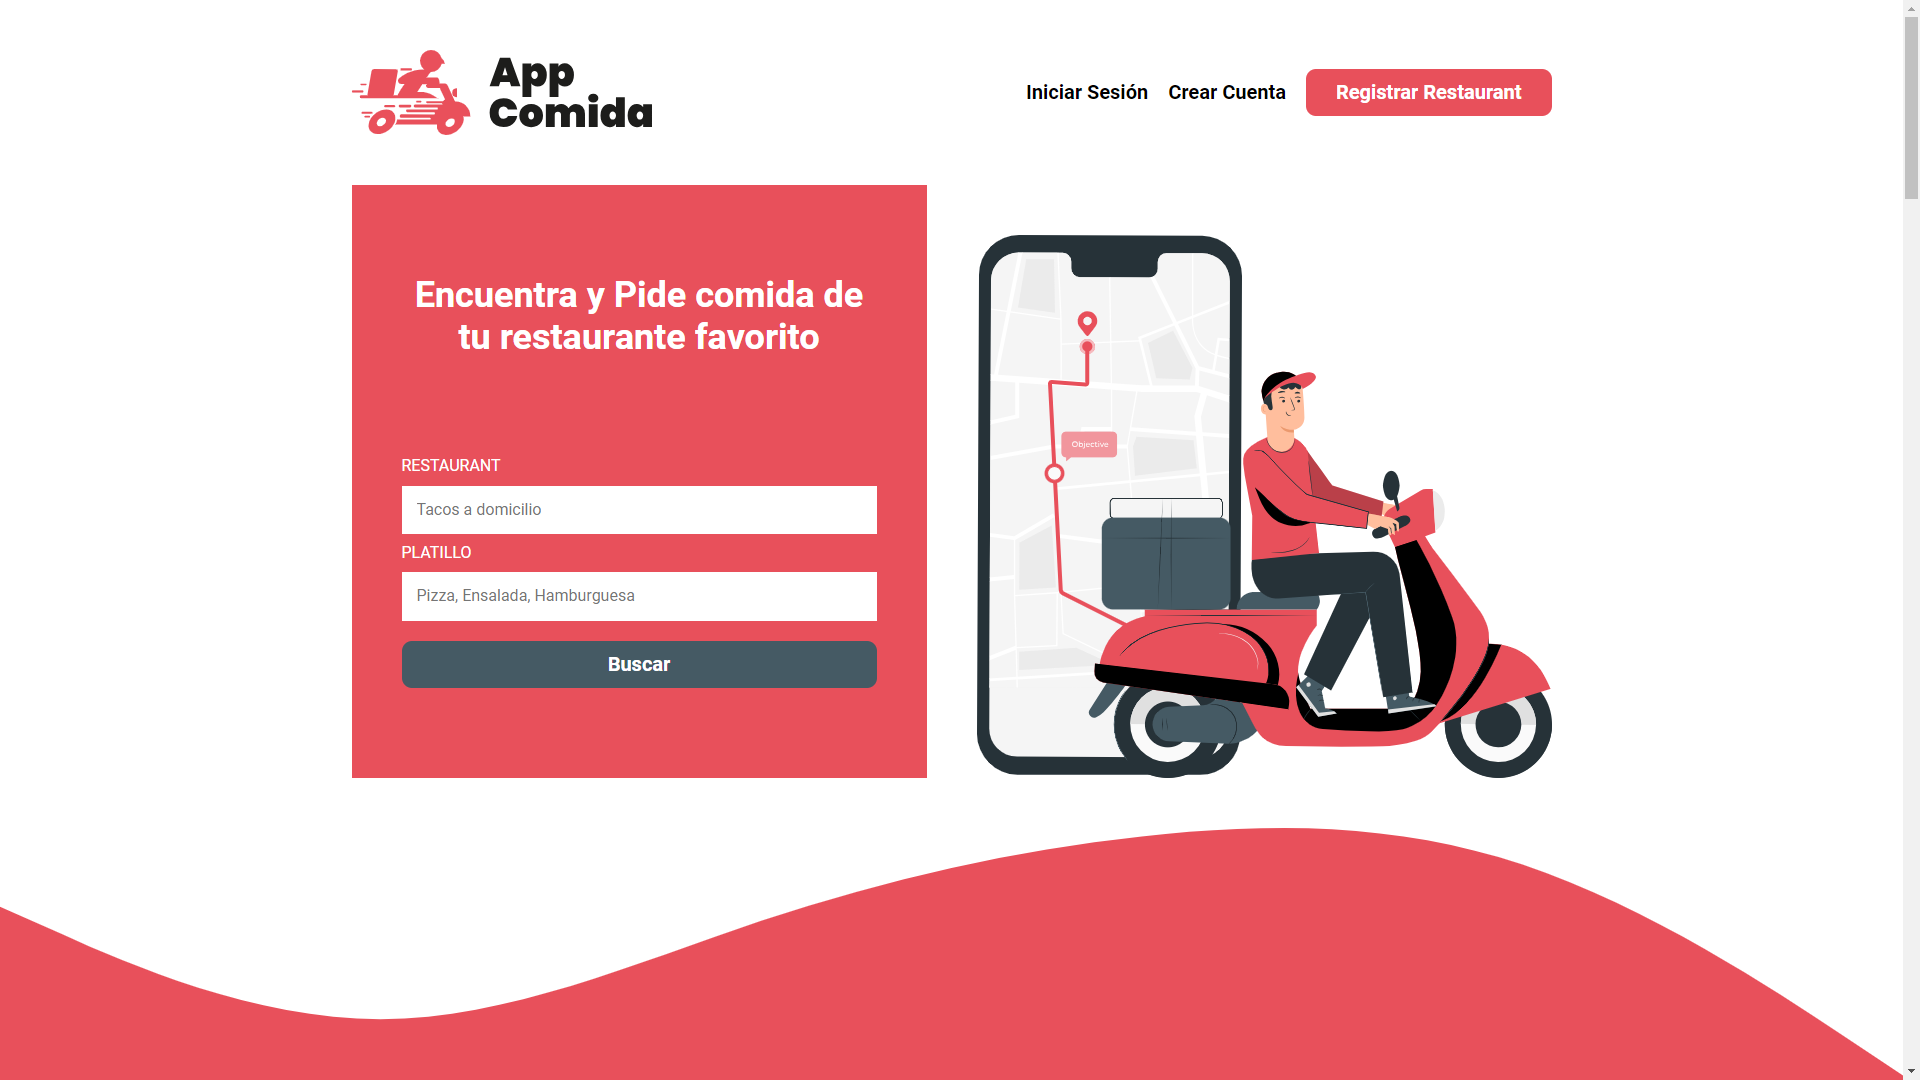 App
Comida
Iniciar Sesión
Crear Cuenta
Registrar Restaurant
Encuentra y Pide comida de
tu restaurante favorito
RESTAURANT
Tacos a domicilio
PLATILLO
Pizza, Ensalada, Hamburguesa
Buscar
Objective